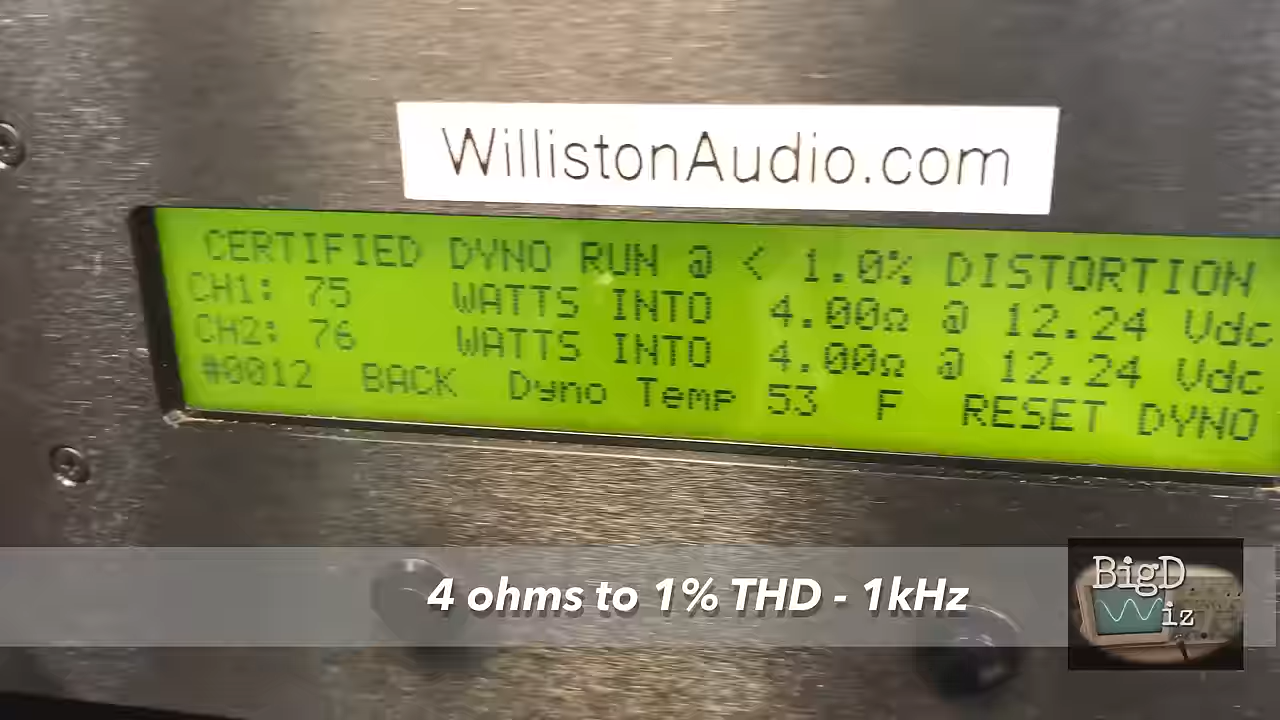 WillistonAudio.com
CERTIFIED DYNO RUN @ < 1.0% DISTORTION
CH1: 75 WATTS INTO 4.00Ω @ 12.24 Vdc
CH2: 76 WATTS INTO 4.00Ω @ 12.24 Vdc
#0012 BACK Dyno Temp 53 F RESET DYNO
4 ohms to 1% THD - 1kHz
BigD
Wiz